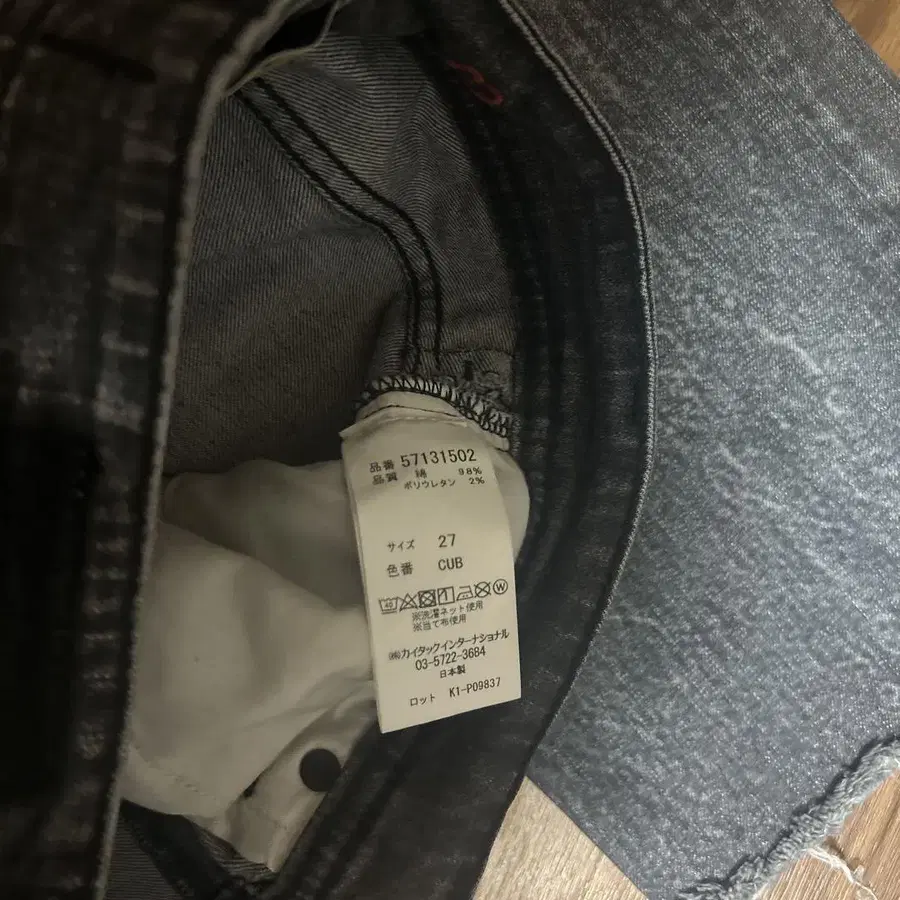 品番 57131502
品質 綿 98%
ポリウレタン 2%
サイズ 27
色番 CUB
40 W
※洗濯ネット使用
※当て布使用
㈱カイタックインターナショナル
03-5722-3684
日本製
ロット K1-P09837